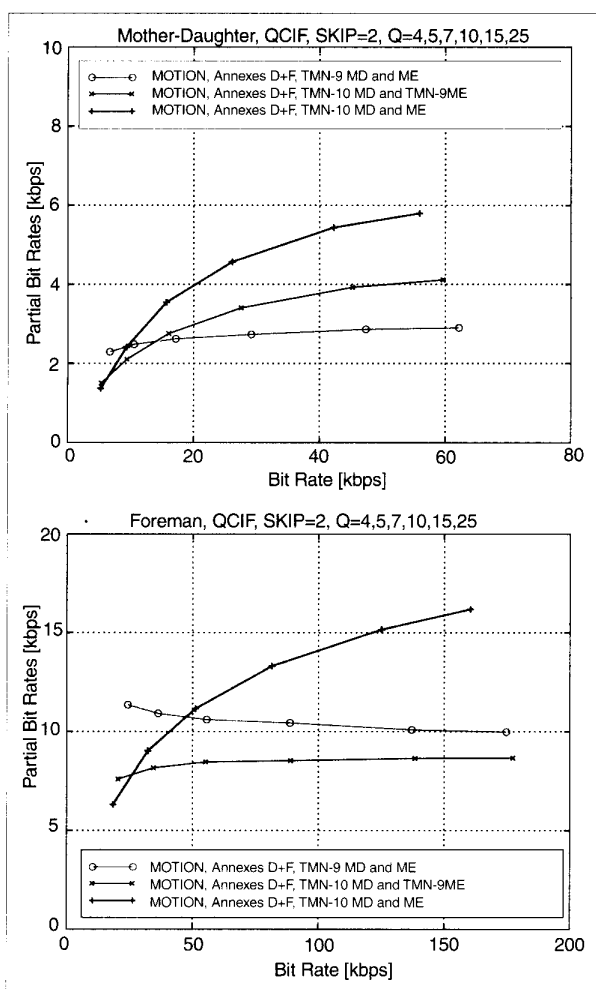 Mother-Daughter, QCIF, SKIP=2, Q=4,5,7,10,15,25
10
MOTION, Annexes D+F, TMN-9 MD and ME
MOTION, Annexes D+F, TMN-10 MD and TMN-9ME
MOTION, Annexes D+F, TMN-10 MD and ME
8
6
4
2
0
Partial Bit Rates [kbps]
0 20 40 60 80
Bit Rate [kbps]
Foreman, QCIF, SKIP=2, Q=4,5,7,10,15,25
20
15
10
5
0
Partial Bit Rates [kbps]
MOTION, Annexes D+F, TMN-9 MD and ME
MOTION, Annexes D+F, TMN-10 MD and TMN-9ME
MOTION, Annexes D+F, TMN-10 MD and ME
0 50 100 150 200
Bit Rate [kbps]